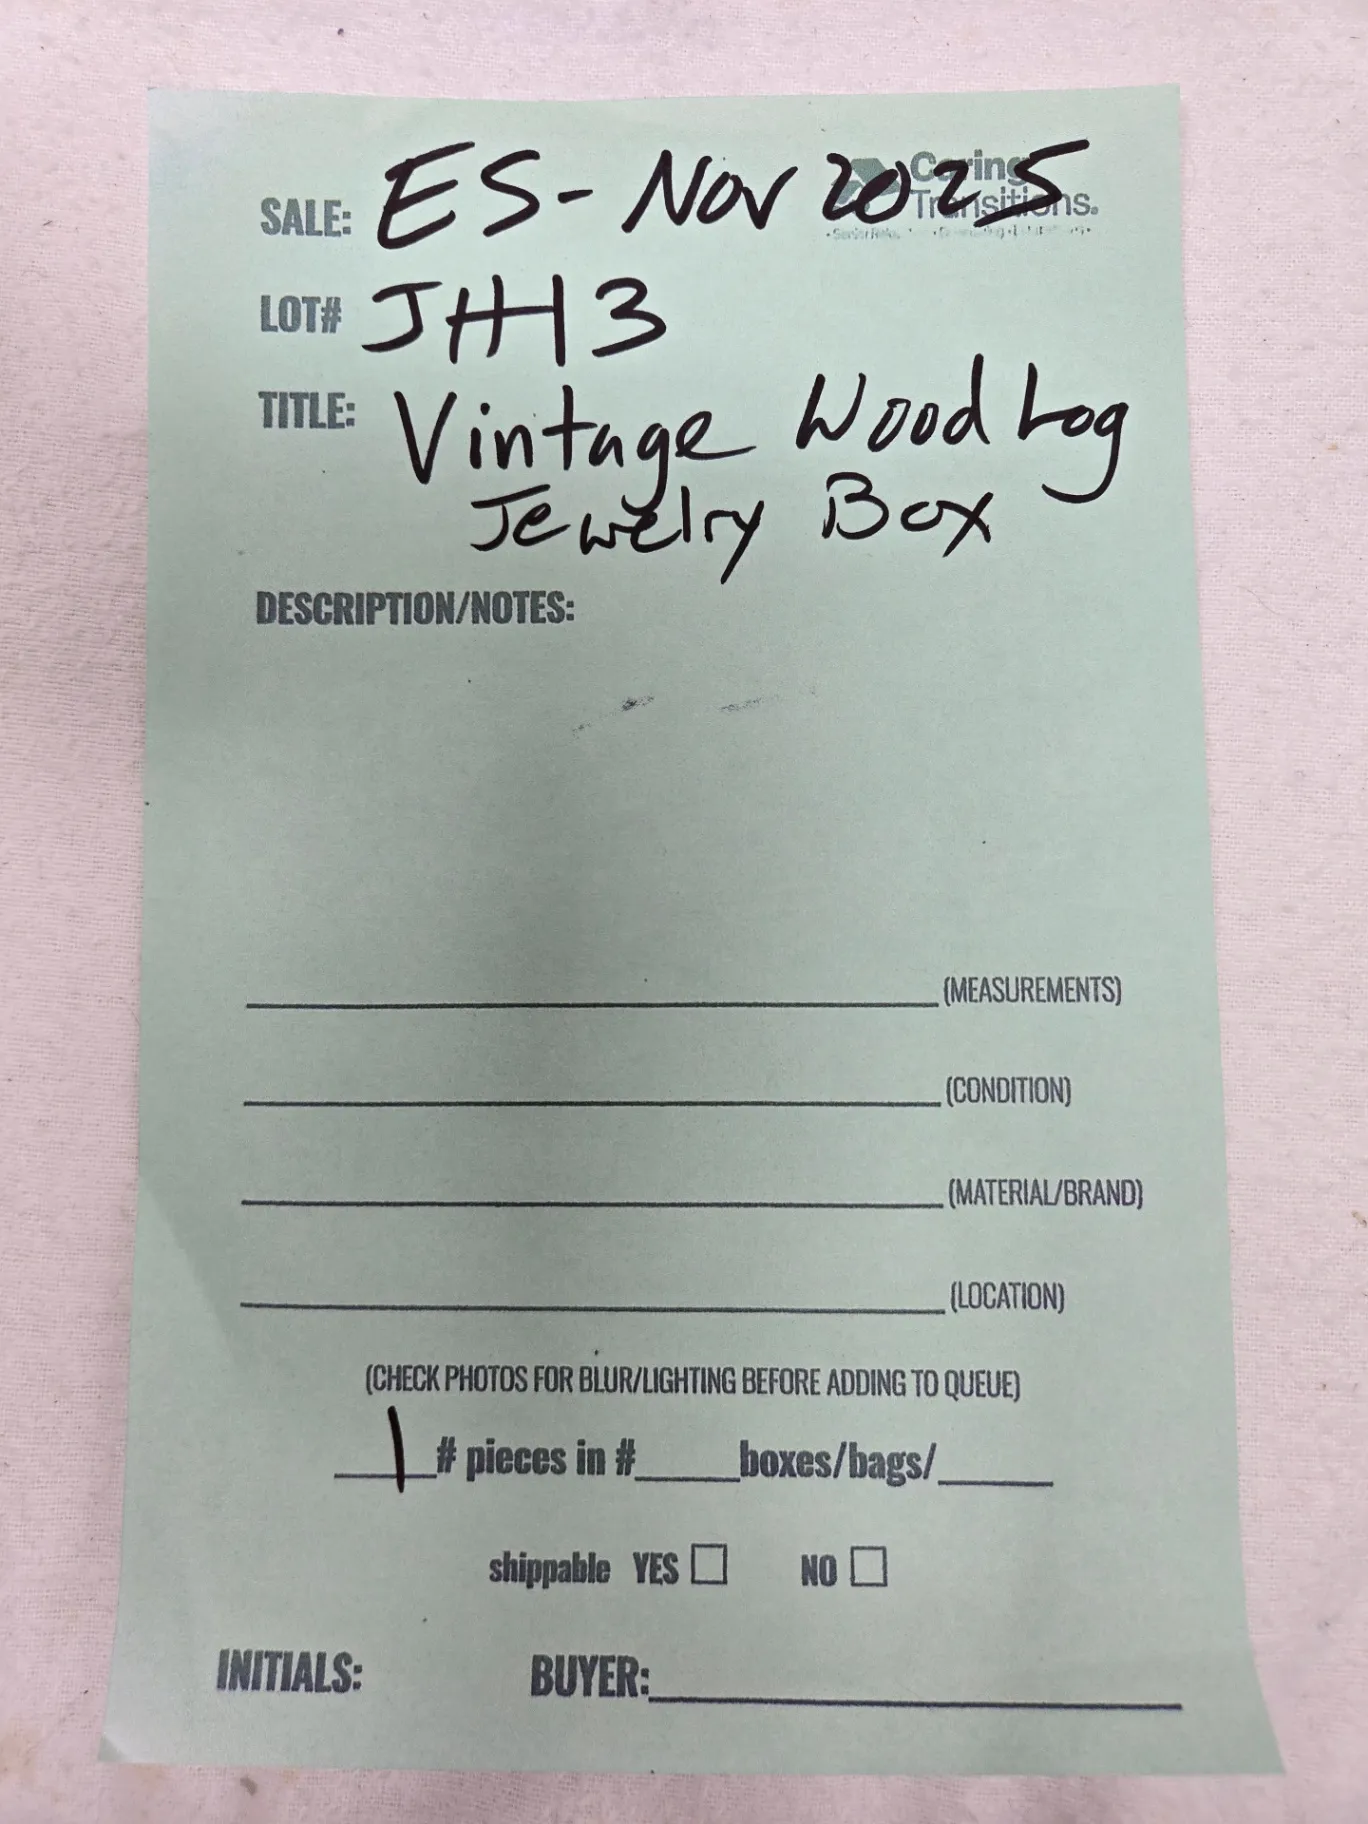 Caring
Transitions.
SALE: ES - Nov 2025
LOT# JHH3
TITLE: Vintage Wood Log
Jewelry Box
DESCRIPTION/NOTES:
(MEASUREMENTS)
(CONDITION)
(MATERIAL/BRAND)
(LOCATION)
(CHECK PHOTOS FOR BLUR/LIGHTING BEFORE ADDING TO QUEUE)
1 # pieces in # boxes/bags/
shippable YES NO
INITIALS: BUYER: